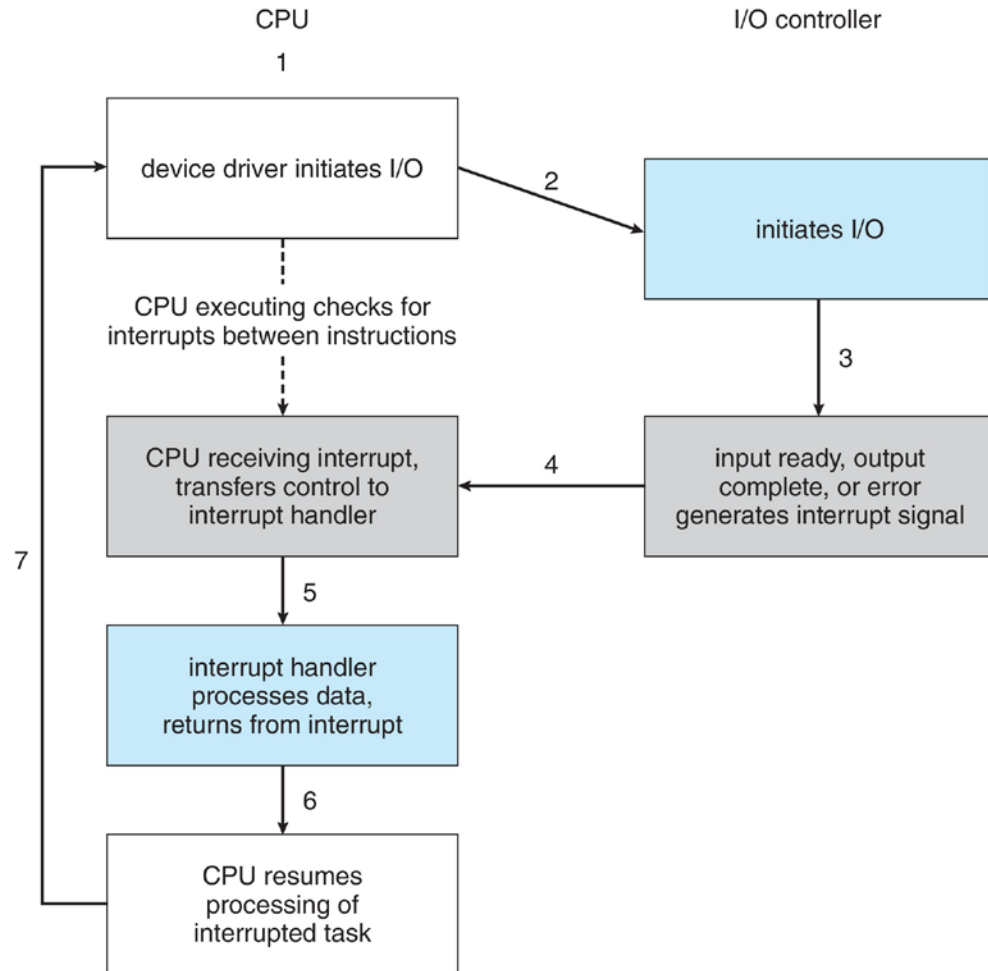 CPU
I/O controller
1
device driver initiates I/O
2
initiates I/O
CPU executing checks for
interrupts between instructions
3
CPU receiving interrupt,
transfers control to
interrupt handler
4
input ready, output
complete, or error
generates interrupt signal
7
5
interrupt handler
processes data,
returns from interrupt
6
CPU resumes
processing of
interrupted task